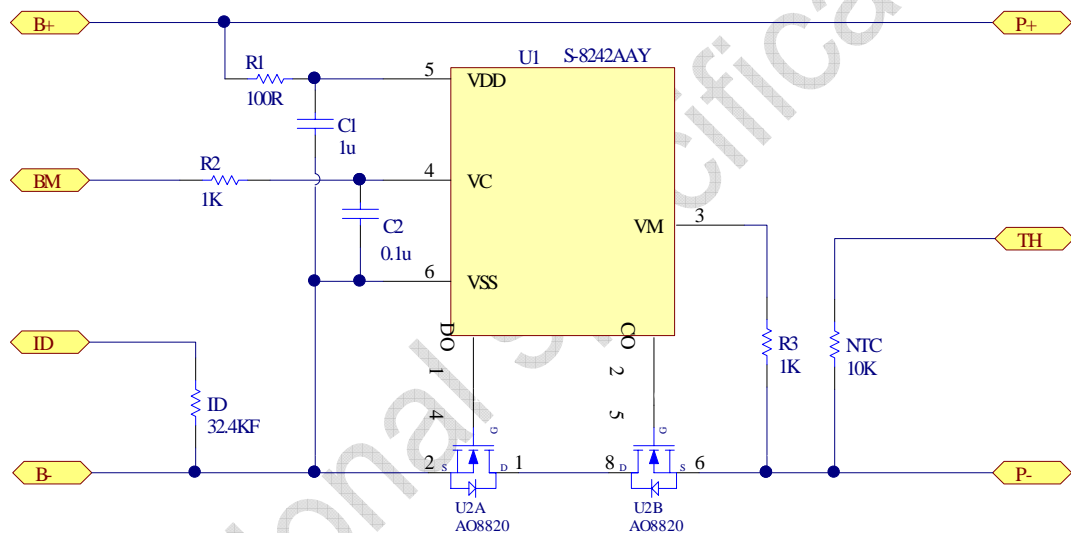 B+
P+
R1
100R
5
U1
S-8242AAY
VDD
C1
1u
BM
R2
1K
4
VC
C2
0.1u
VM
3
TH
6
VSS
ID
DO
CO
1
2
R3
1K
NTC
10K
ID
32.4KF
4
5
G
G
B-
2
S
D
1
8
D
S
6
P-
U2A
AO8820
U2B
AO8820
onal specifica